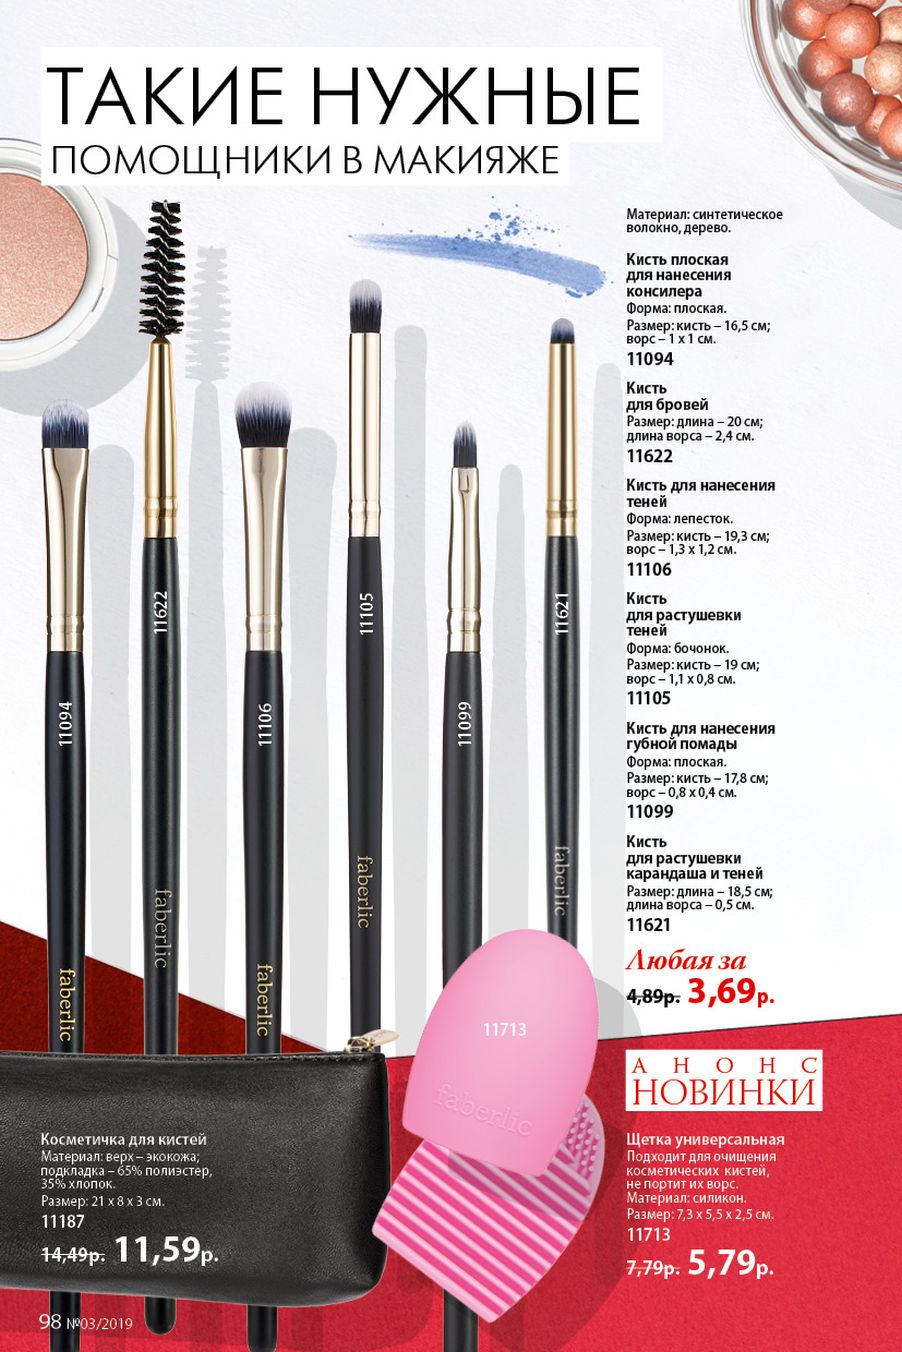 ТАКИЕ НУЖНЫЕ
ПОМОЩНИКИ В МАКИЯЖЕ
Материал: синтетическое
волокно, дерево.
Кисть плоская
для нанесения
консилера
Форма: плоская.
Размер: кисть – 16,5 см;
ворс – 1 х 1 см.
11094
Кисть
для бровей
Размер: длина – 20 см;
длина ворса – 2,4 см.
11622
Кисть для нанесения
теней
Форма: лепесток.
Размер: кисть – 19,3 см;
ворс – 1,3 х 1,2 см.
11106
Кисть
для растушевки
теней
Форма: бочонок.
Размер: кисть – 19 см;
ворс – 1,1 х 0,8 см.
11105
Кисть для нанесения
губной помады
Форма: плоская.
Размер: кисть – 17,8 см;
ворс – 0,8 х 0,4 см.
11099
Кисть
для растушевки
карандаша и теней
Размер: длина – 18,5 см;
длина ворса – 0,5 см.
11621
Любая за
4,89р. 3,69р.
11094
faberlic
11622
faberlic
11106
faberlic
11105
faberlic
11099
11621
faberlic
11713
faberlic
Косметичка для кистей
Материал: верх – экокожа;
подкладка – 65% полиэстер,
35% хлопок.
Размер: 21 х 8 х 3 см.
11187
14,49р. 11,59р.
АНОНС
НОВИНКИ
Щетка универсальная
Подходит для очищения
косметических кистей,
не портит их ворс.
Материал: силикон.
Размер: 7,3 х 5,5 х 2,5 см.
11713
7,79р. 5,79р.
98 №03/2019